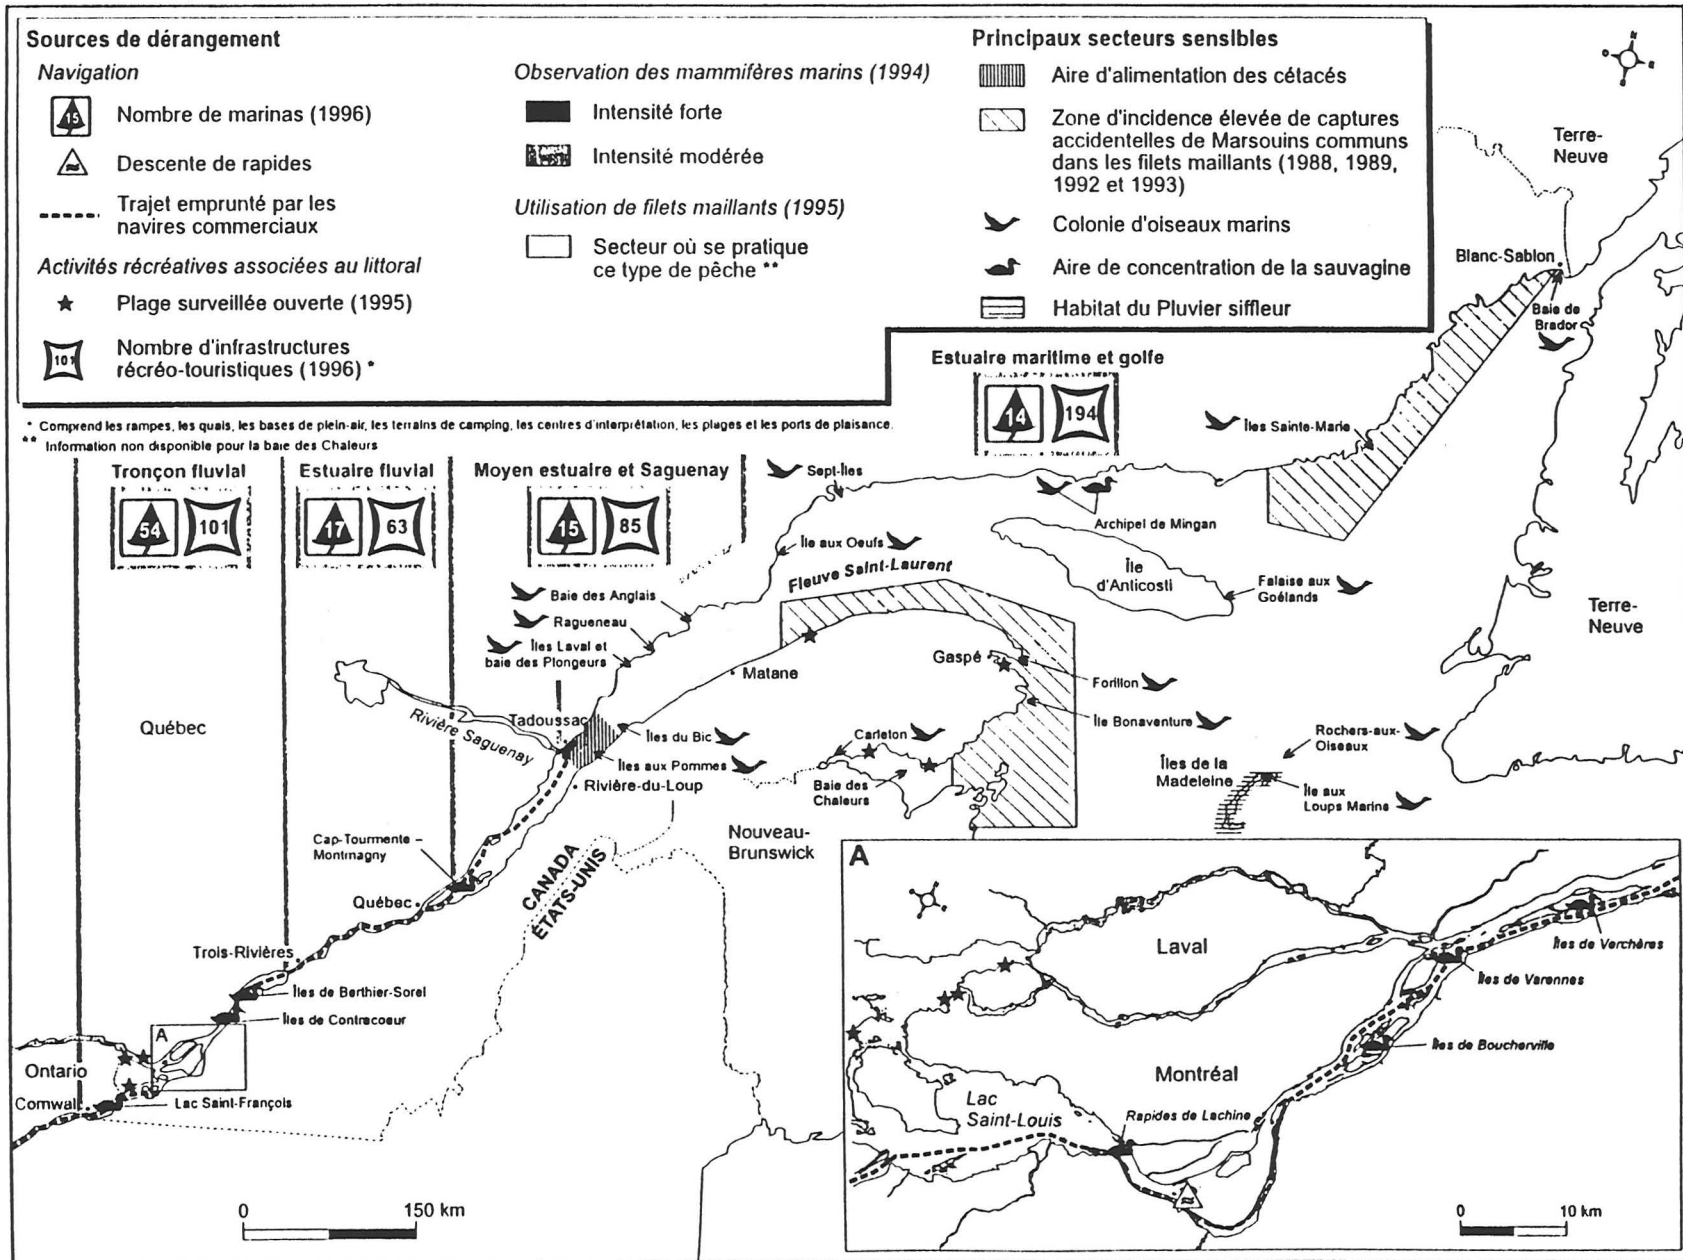 Sources de dérangement
Navigation
15
Nombre de marinas (1996)
Descente de rapides
Trajet emprunté par les
navires commerciaux
Activités récréatives associées au littoral
Plage surveillée ouverte (1995)
101
Nombre d'infrastructures
récréo-touristiques (1996) *
Observation des mammifères marins (1994)
Intensité forte
Intensité modérée
Utilisation de filets maillants (1995)
Secteur où se pratique
ce type de pêche **
Principaux secteurs sensibles
Aire d'alimentation des cétacés
Zone d'incidence élevée de captures
accidentelles de Marsouins communs
dans les filets maillants (1988, 1989,
1992 et 1993)
Colonie d'oiseaux marins
Aire de concentration de la sauvagine
Habitat du Pluvier siffleur
* Comprend les rampes, les quais, les bases de plein-air, les terrains de camping, les centres d'interprétation, les plages et les ports de plaisance.
** Information non disponible pour la baie des Chaleurs
Tronçon fluvial
54
101
Estuaire fluvial
17
63
Moyen estuaire et Saguenay
15
85
Estuaire maritime et golfe
14
194
Terre-
Neuve
Blanc-Sablon
Baie de
Brador
Îles Sainte-Marie
Sept-Îles
Archipel de Mingan
Île aux Oeufs
Fleuve Saint-Laurent
Île
d'Anticosti
Falaise aux
Goélands
Terre-
Neuve
Baie des Anglais
Ragueneau
Îles Laval et
baie des Plongeurs
Matane
Gaspé
Forillon
Île Bonaventure
Québec
Rivière Saguenay
Tadoussac
Îles du Bic
Îles aux Pommes
Rivière-du-Loup
Carleton
Baie des
Chaleurs
Rochers-aux-
Oiseaux
Îles de la
Madeleine
Île aux
Loups Marins
Nouveau-
Brunswick
Cap-Tourmente -
Montmagny
Québec
CANADA
ÉTATS-UNIS
Trois-Rivières
Îles de Berthier-Sorel
Îles de Contracoeur
A
Ontario
Cornwal
Lac Saint-François
0
150 km
A
Laval
Îles de Verchères
Îles de Varennes
Îles de Boucherville
Montréal
Lac
Saint-Louis
Rapides de Lachine
0
10 km
N
S
E
O